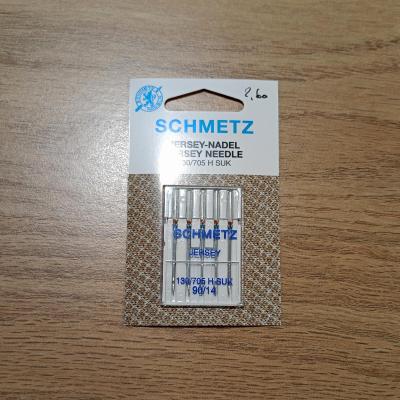 2,60
SCHMETZ
JERSEY-NADEL
JERSEY NEEDLE
130/705 H SUK
SCHMETZ
JERSEY
130/705 H-SUK
90/14